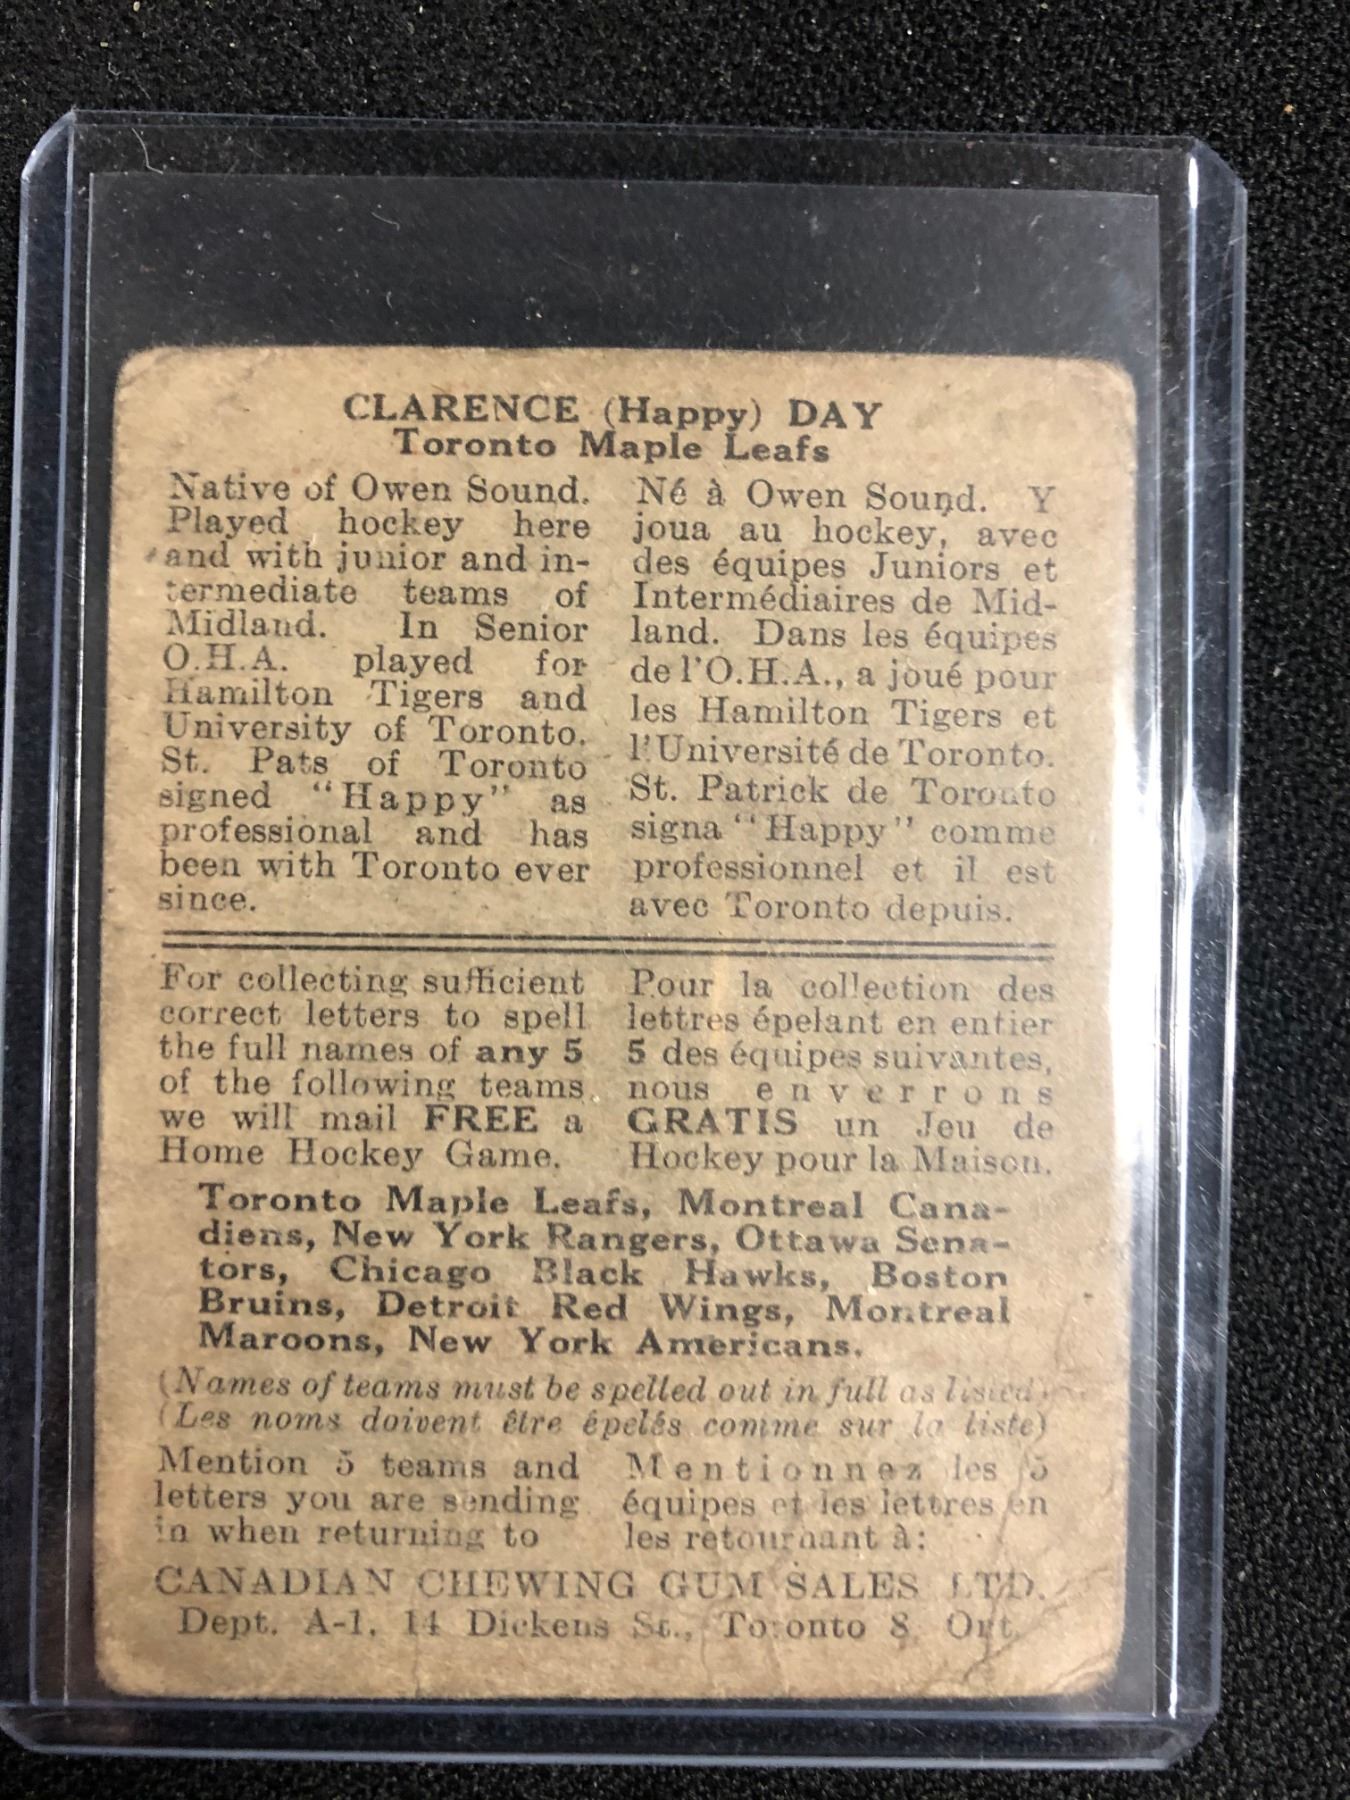 CLARENCE (Happy) DAY
Toronto Maple Leafs
Native of Owen Sound.
Played hockey here
and with junior and in-
termediate teams of
Midland. In Senior
O.H.A. played for
Hamilton Tigers and
University of Toronto.
St. Pats of Toronto
signed "Happy" as
professional and has
been with Toronto ever
since.
Né à Owen Sound. Y
joua au hockey, avec
des équipes Juniors et
Intermédiaires de Mid-
land. Dans les équipes
de l'O.H.A., a joué pour
les Hamilton Tigers et
l'Université de Toronto.
St. Patrick de Toronto
signa "Happy" comme
professionnel et il est
avec Toronto depuis.
For collecting sufficient
correct letters to spell
the full names of any 5
of the following teams
we will mail FREE a
Home Hockey Game.
Pour la collection des
lettres épelant en entier
5 des équipes suivantes,
nous enverrons
GRATIS un Jeu de
Hockey pour la Maison.
Toronto Maple Leafs, Montreal Cana-
diens, New York Rangers, Ottawa Sena-
tors, Chicago Black Hawks, Boston
Bruins, Detroit Red Wings, Montreal
Maroons, New York Americans.
(Names of teams must be spelled out in full as listed)
(Les noms doivent être épelés comme sur la liste)
Mention 5 teams and
letters you are sending
in when returning to
Mentionnez les 5
équipes et les lettres en
les retournant à:
CANADIAN CHEWING GUM SALES LTD.
Dept. A-1, 14 Dickens St., Toronto 8 Ont.